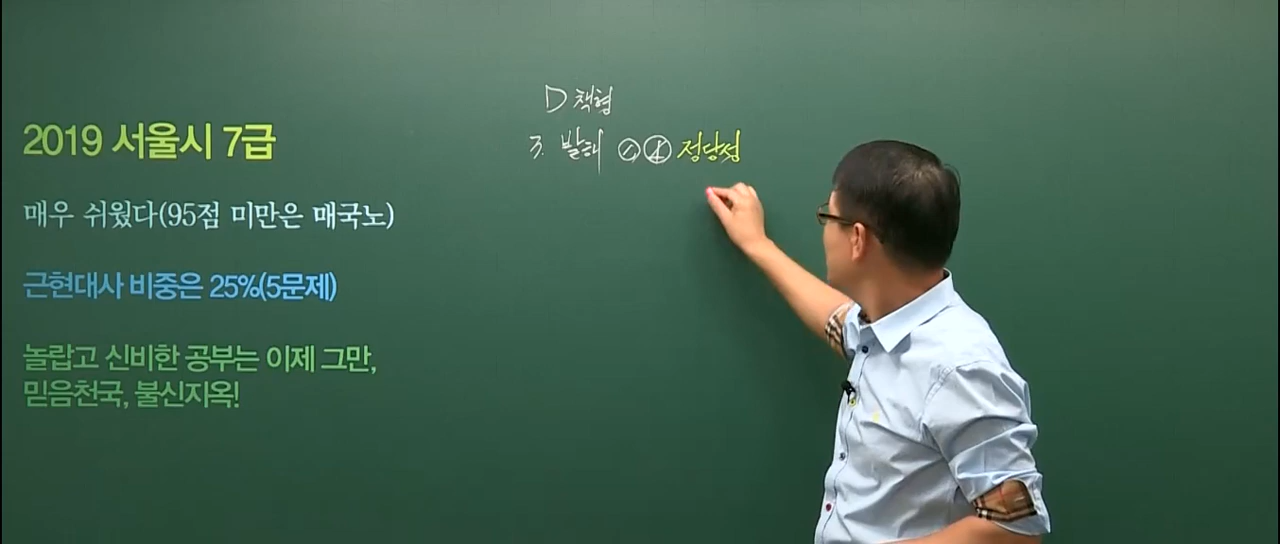 2019 서울시 7급
매우 쉬웠다(95점 미만은 매국노)
근현대사 비중은 25%(5문제)
놀랍고 신비한 공부는 이제 그만,
믿음천국, 불신지옥!
D 책형
3. 발해 정당성